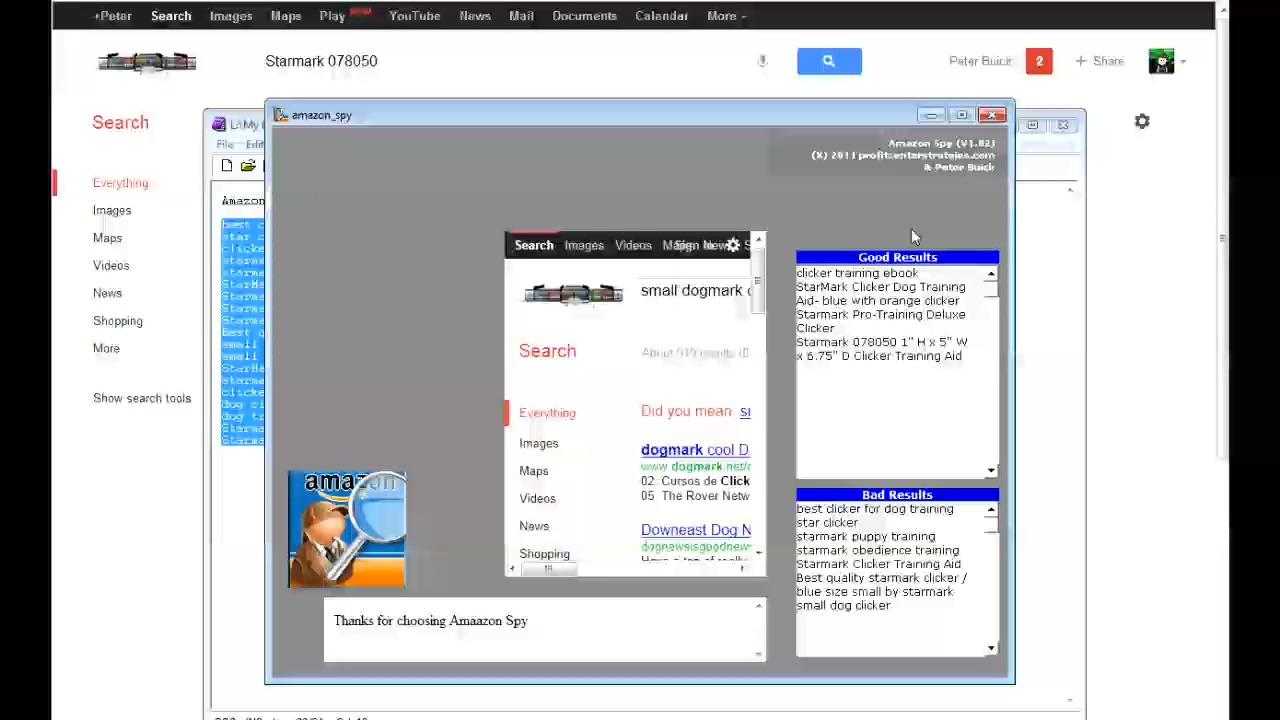 +Peter Search Images Maps Play YouTube News Mail Documents Calendar More
Starmark 078050
Peter Buick 2 + Share
Search
Everything
Images
Maps
Videos
News
Shopping
More
Show search tools
File Edit
Amazon
amazon_spy
Amazon Spy (V1.02)
(X) 2011 profitcenterstrategies.com
& Peter Buick
Search Images Videos
small dogmark c
Search
Everything
Images
Maps
Videos
News
Shopping
Did you mean
dogmark cool D
www.dogmark.net/c
02 Cursos de Click
05 The Rover Netw
Downeast Dog N
dognewsisgoodnew
amazon
Thanks for choosing Amaazon Spy
Good Results
clicker training ebook
StarMark Clicker Dog Training
Aid- blue with orange clicker
Starmark Pro-Training Deluxe
Clicker
Starmark 078050 1" H x 5" W
x 6.75" D Clicker Training Aid
Bad Results
best clicker for dog training
star clicker
starmark puppy training
starmark obedience training
Starmark Clicker Training Aid
Best quality starmark clicker /
blue size small by starmark
small dog clicker